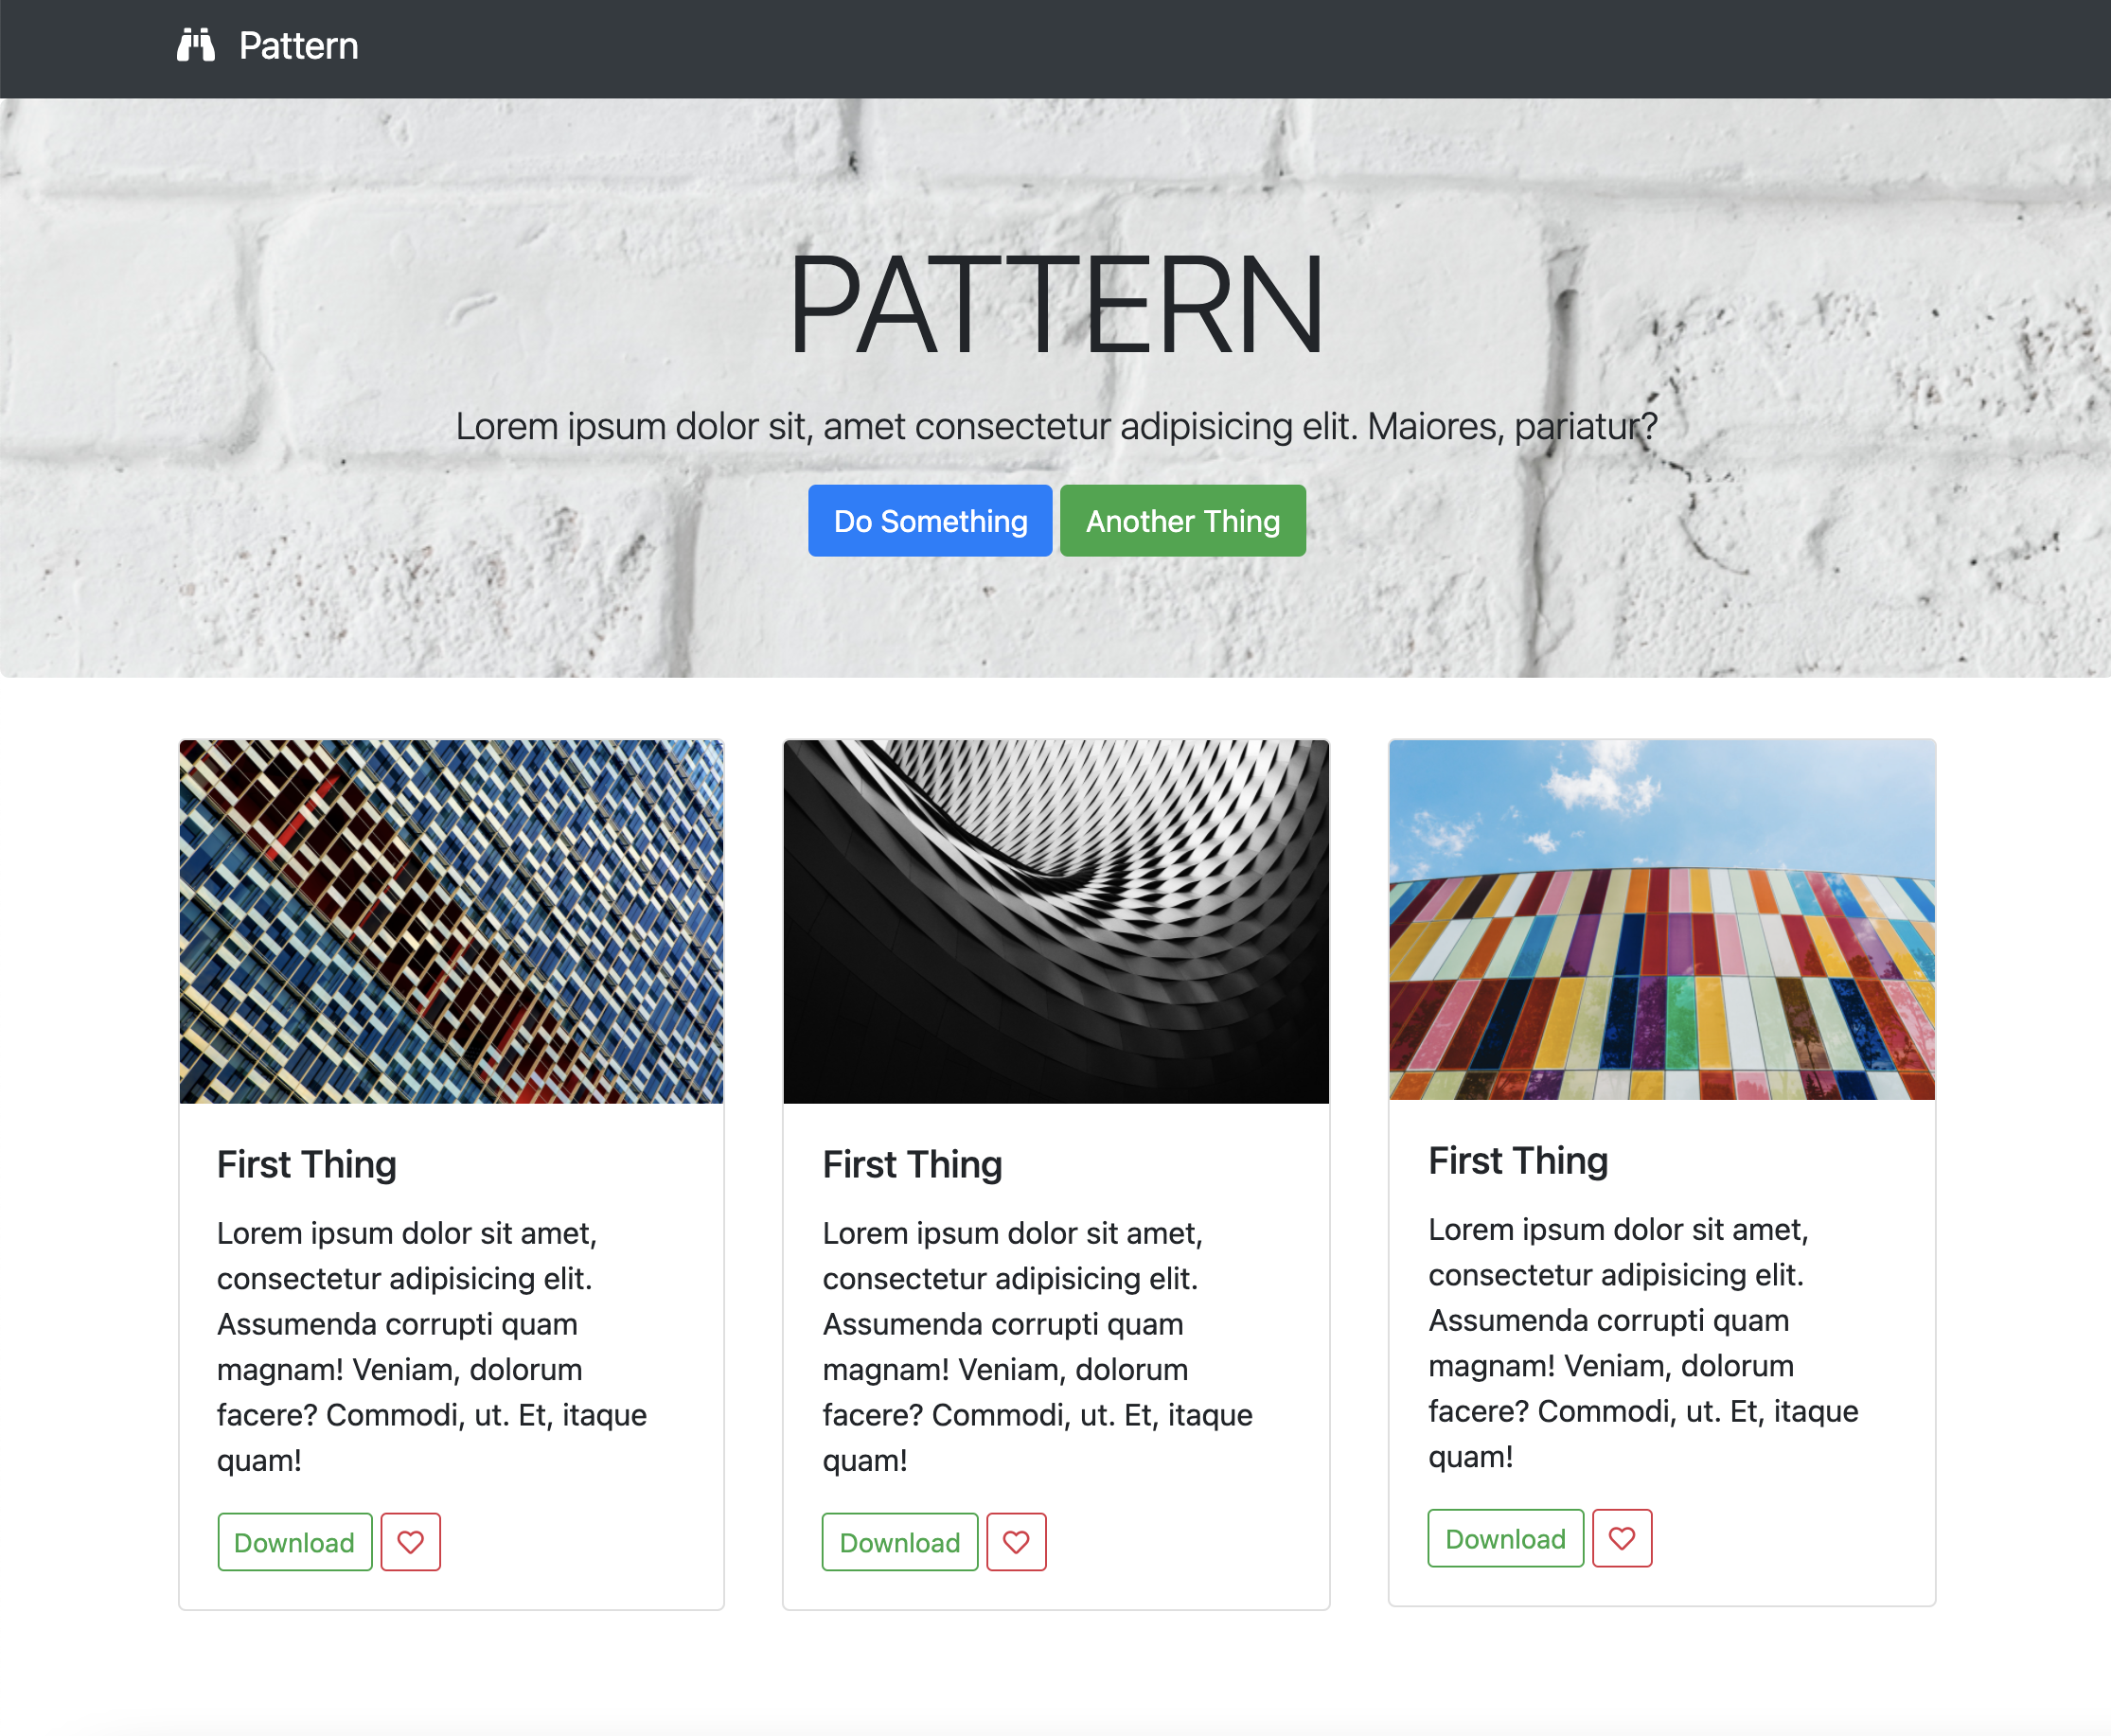 Pattern
PATTERN
Lorem ipsum dolor sit, amet consectetur adipisicing elit. Maiores, pariatur?
Do Something
Another Thing
First Thing
Lorem ipsum dolor sit amet,
consectetur adipisicing elit.
Assumenda corrupti quam
magnam! Veniam, dolorum
facere? Commodi, ut. Et, itaque
quam!
Download
First Thing
Lorem ipsum dolor sit amet,
consectetur adipisicing elit.
Assumenda corrupti quam
magnam! Veniam, dolorum
facere? Commodi, ut. Et, itaque
quam!
Download
First Thing
Lorem ipsum dolor sit amet,
consectetur adipisicing elit.
Assumenda corrupti quam
magnam! Veniam, dolorum
facere? Commodi, ut. Et, itaque
quam!
Download